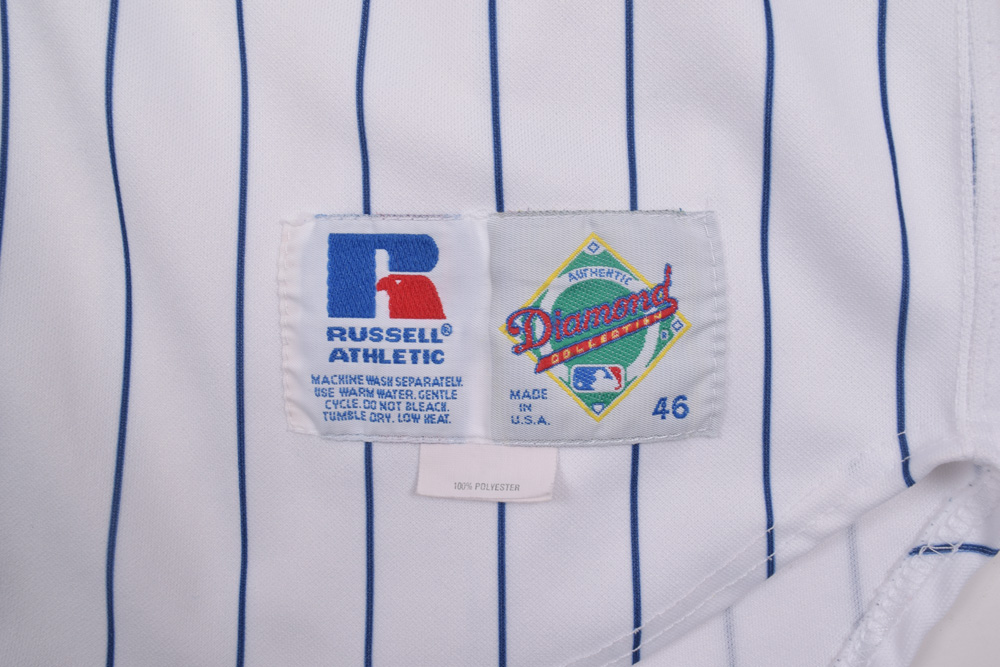 RUSSELL®
ATHLETIC
MACHINE WASH SEPARATELY.
USE WARM WATER. GENTLE
CYCLE. DO NOT BLEACH.
TUMBLE DRY. LOW HEAT.
AUTHENTIC
Diamond
COLLECTION
®
MADE
IN
U.S.A.
46
100% POLYESTER